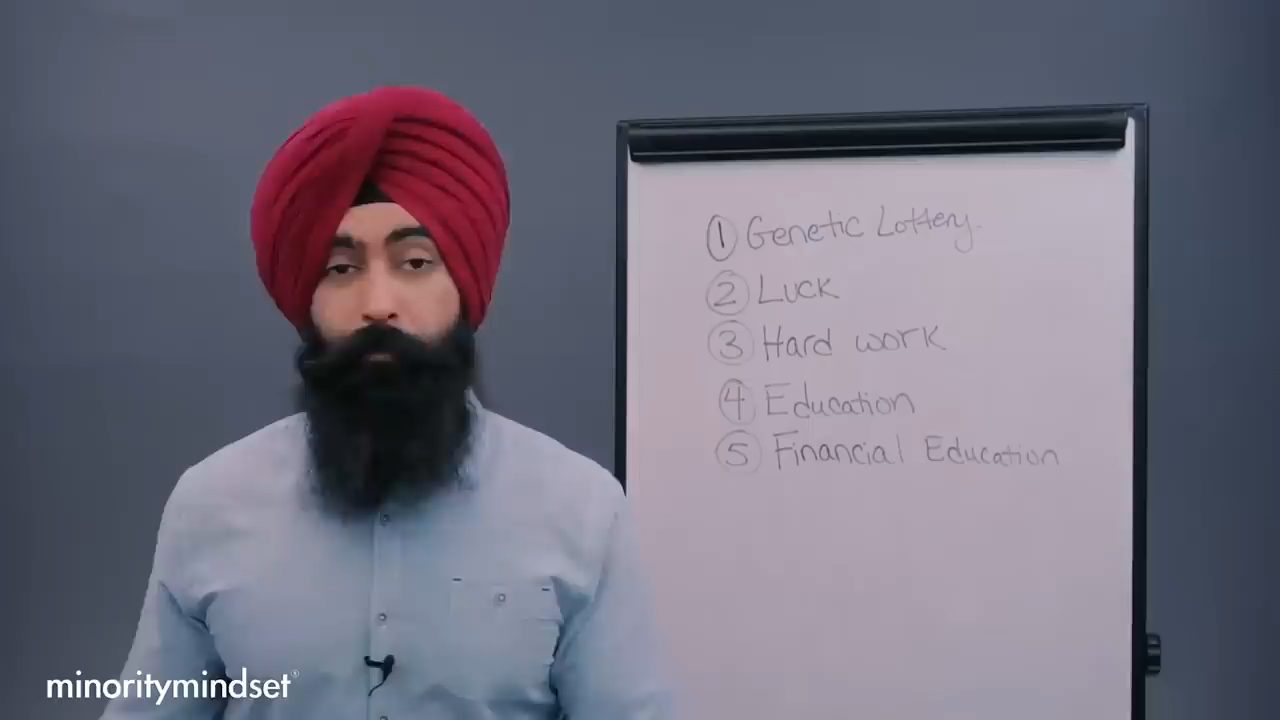 ① Genetic Lottery.
② Luck
③ Hard work
④ Education
⑤ Financial Education
minoritymindset®